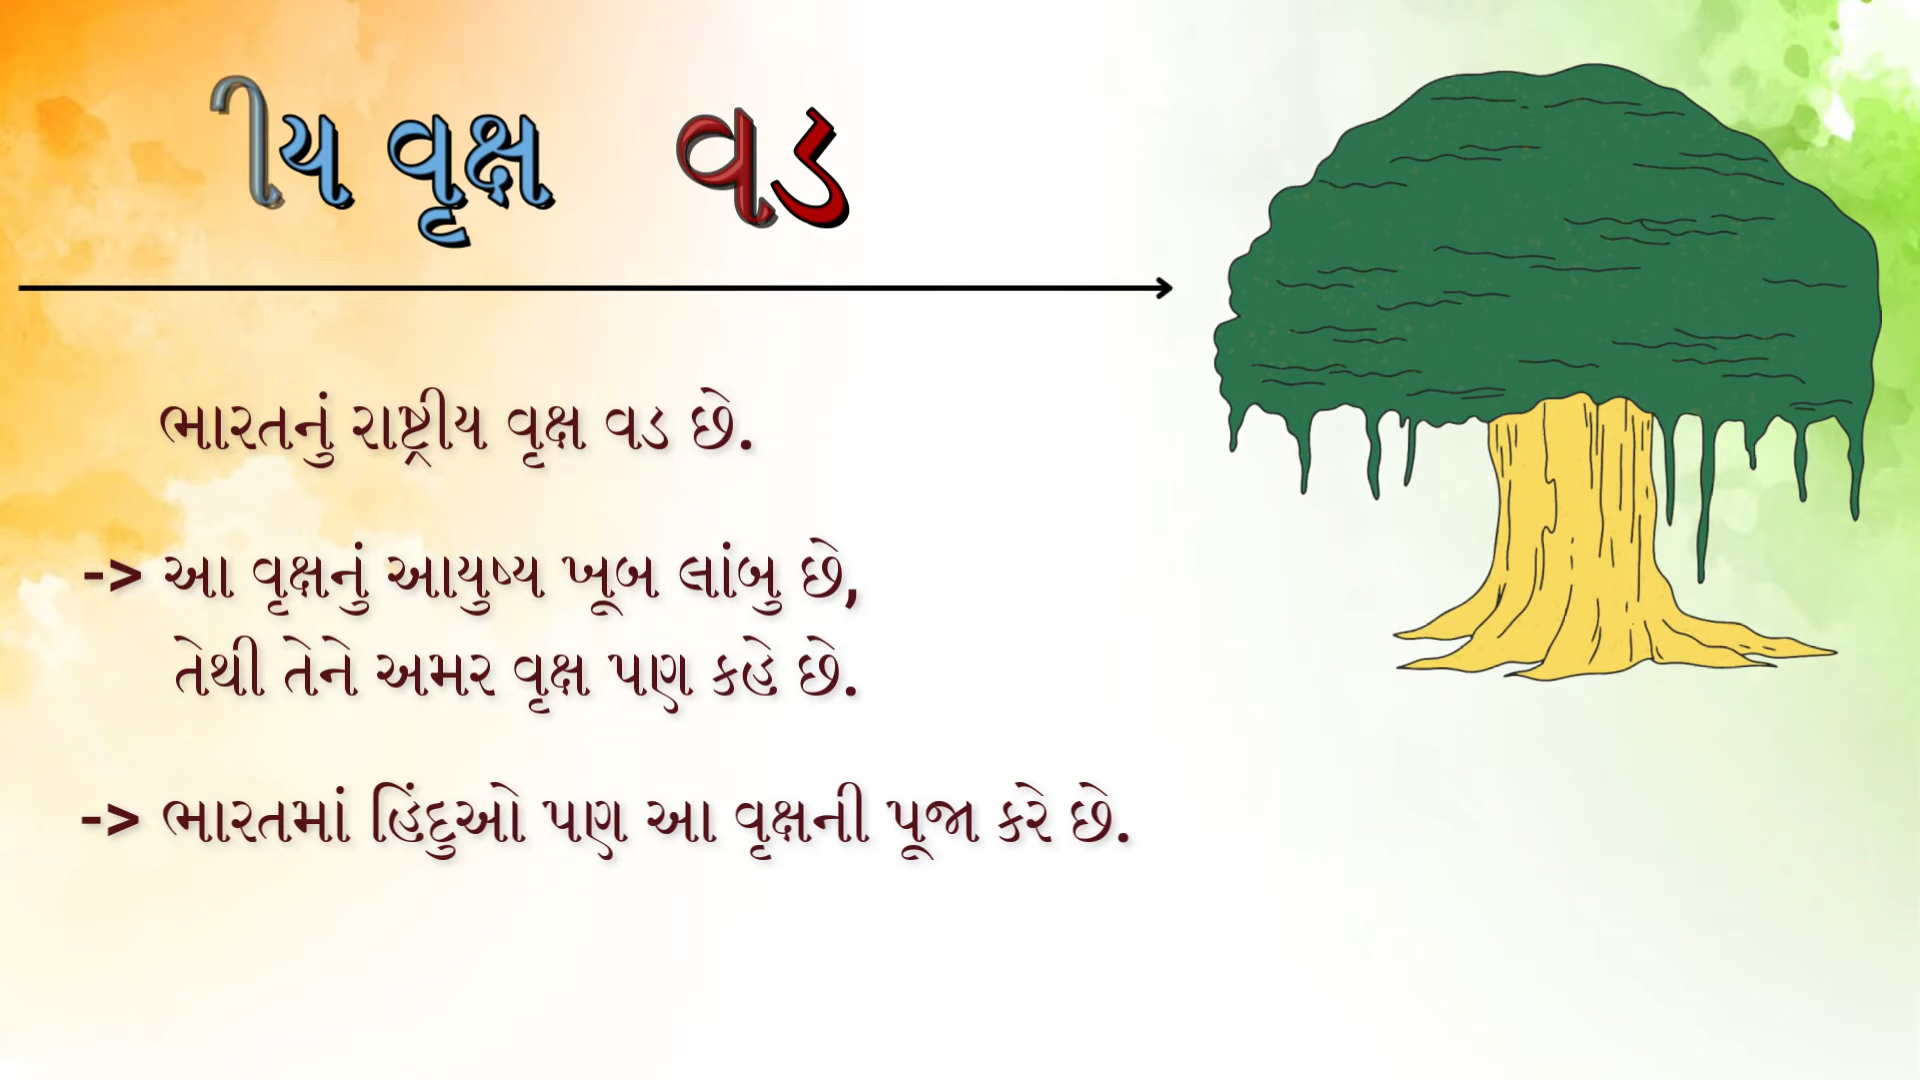 ીય વૃક્ષ વડ
ભારતનું રાષ્ટ્રીય વૃક્ષ વડ છે.
-> આ વૃક્ષનું આયુષ્ય ખૂબ લાંબુ છે,
તેથી તેને અમર વૃક્ષ પણ કહે છે.
-> ભારતમાં હિંદુઓ પણ આ વૃક્ષની પૂજા કરે છે.